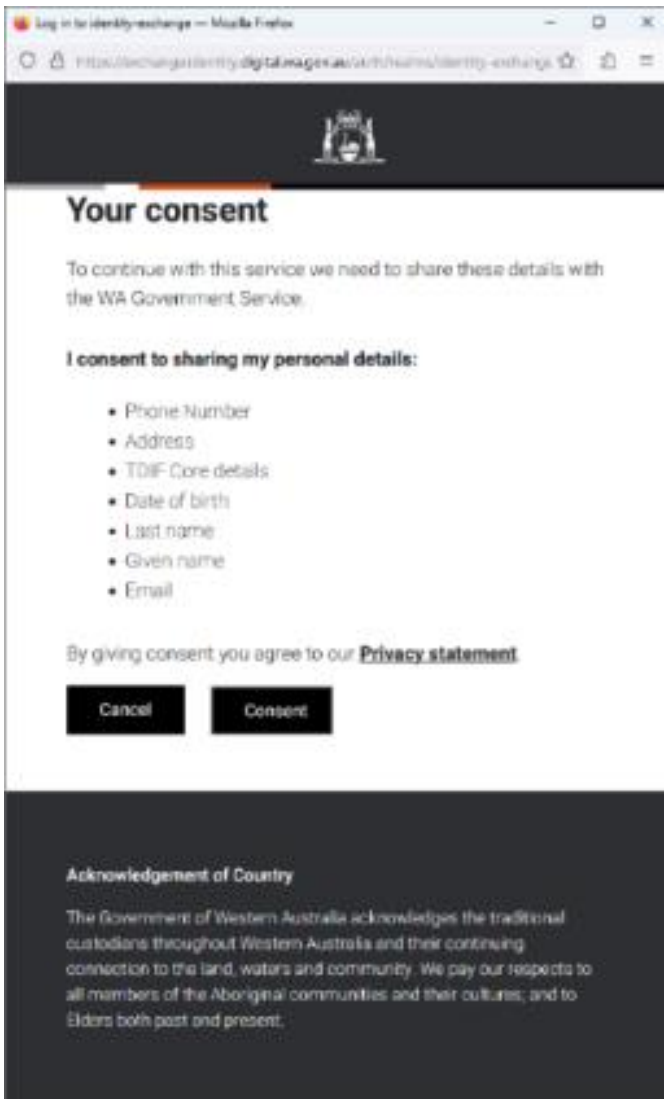 Log in to identity-exchange — Mozilla Firefox
digital.wa.gov.au
Your consent
To continue with this service we need to share these details with
the WA Government Service.
I consent to sharing my personal details:
• Phone Number
• Address
• TDIF Core details
• Date of birth
• Last name
• Given name
• Email
By giving consent you agree to our Privacy statement.
Cancel
Consent
Acknowledgement of Country
The Government of Western Australia acknowledges the traditional
custodians throughout Western Australia and their continuing
connection to the land, waters and community. We pay our respects to
all members of the Aboriginal communities and their cultures; and to
Elders both past and present.